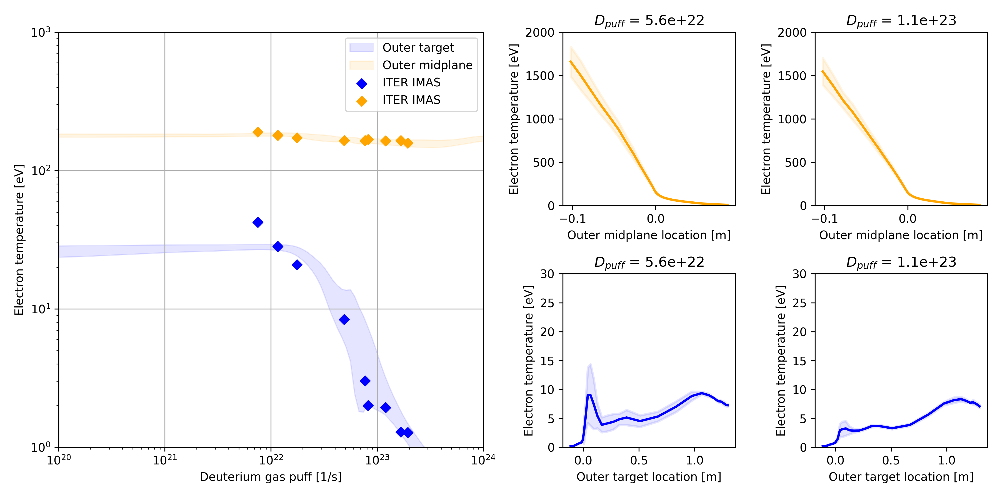 10³
10²
10¹
10⁰
Electron temperature [eV]
10²⁰
10²¹
10²²
10²³
10²⁴
Deuterium gas puff [1/s]
Outer target
Outer midplane
ITER IMAS
ITER IMAS
D_puff = 5.6e+22
2000
1500
1000
500
0
Electron temperature [eV]
−0.1
0.0
Outer midplane location [m]
D_puff = 1.1e+23
2000
1500
1000
500
0
Electron temperature [eV]
−0.1
0.0
Outer midplane location [m]
D_puff = 5.6e+22
30
25
20
15
10
5
0
Electron temperature [eV]
0.0
0.5
1.0
Outer target location [m]
D_puff = 1.1e+23
30
25
20
15
10
5
0
Electron temperature [eV]
0.0
0.5
1.0
Outer target location [m]